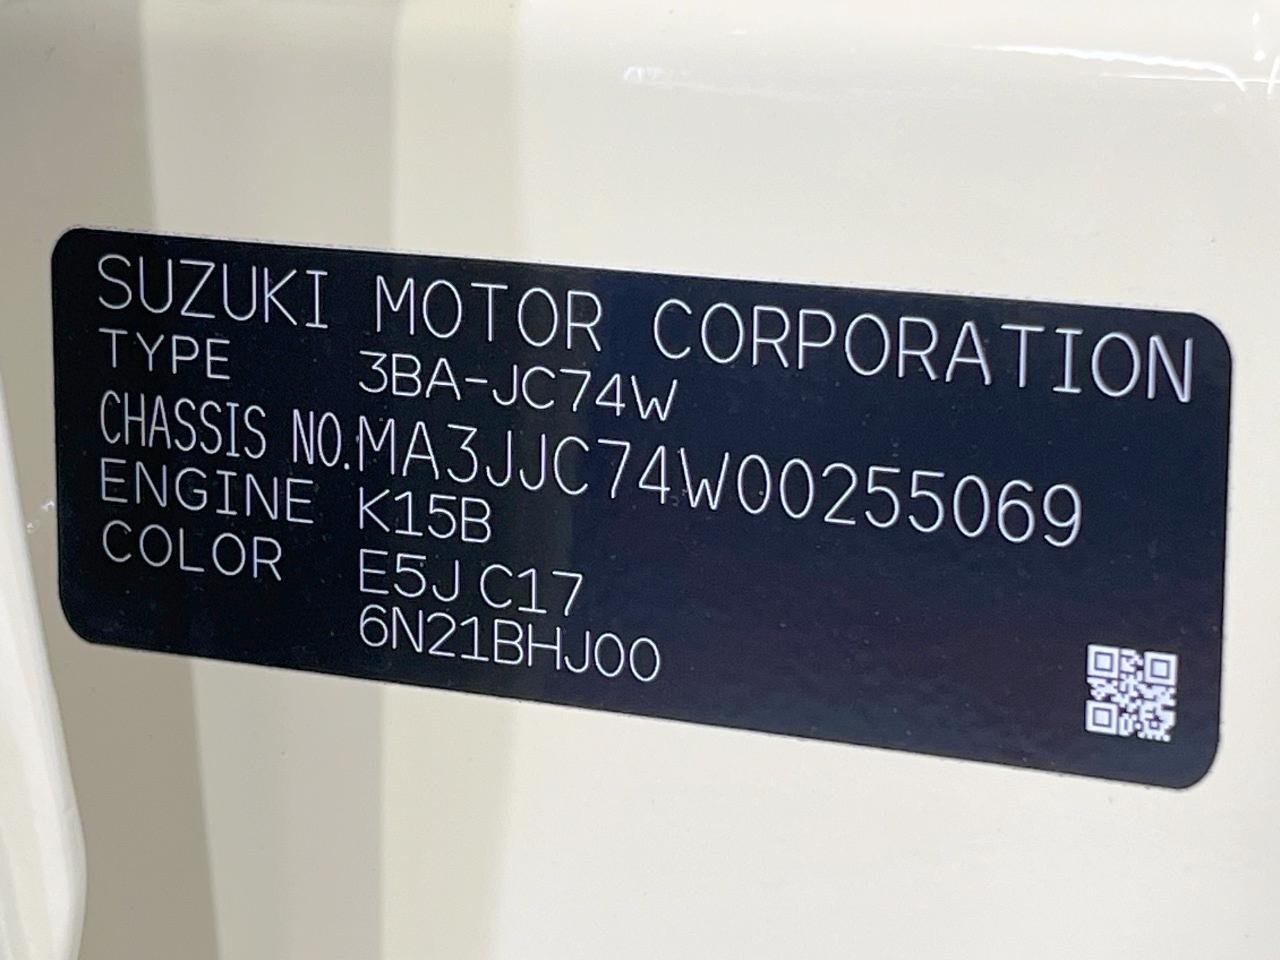 SUZUKI MOTOR CORPORATION
TYPE 3BA-JC74W
CHASSIS NO.MA3JJC74W00255069
ENGINE K15B
COLOR E5J C17
6N21BHJ00